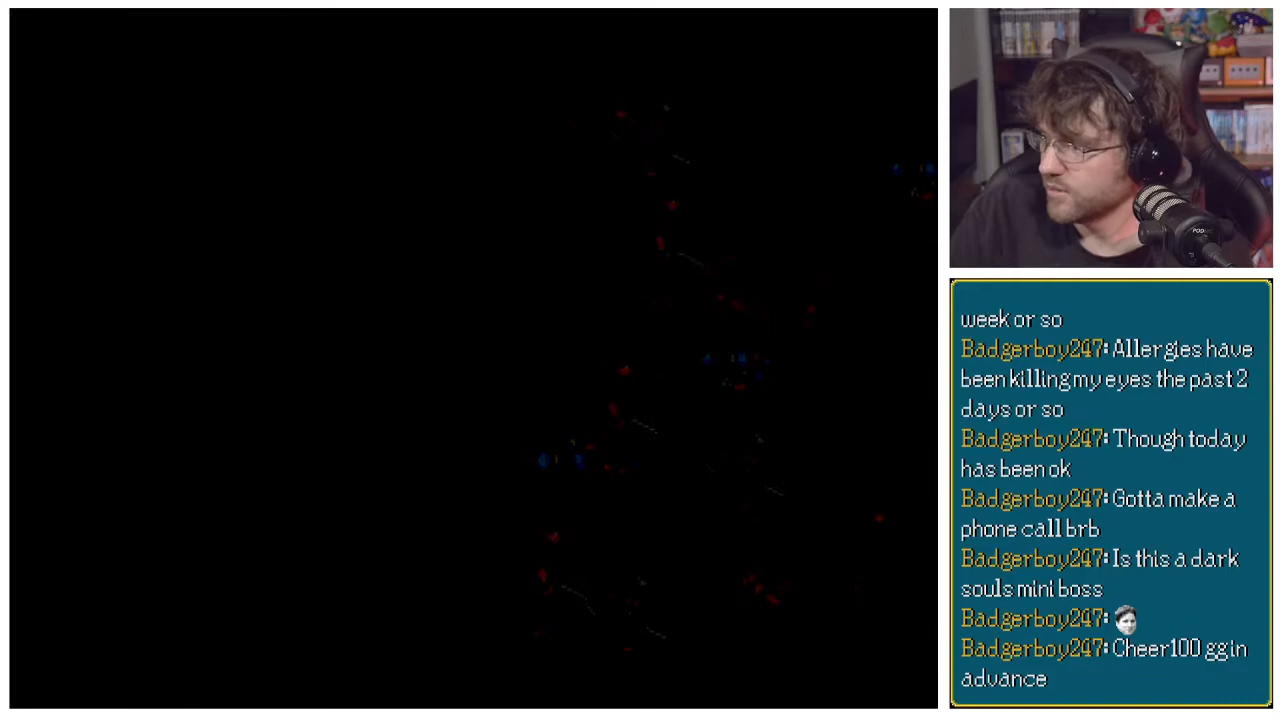 week or so
Badgerboy247: Allergies have
been killing my eyes the past 2
days or so
Badgerboy247: Though today
has been ok
Badgerboy247: Gotta make a
phone call brb
Badgerboy247: Is this a dark
souls mini boss
Badgerboy247:
Badgerboy247: Cheer100 gg in
advance
POD